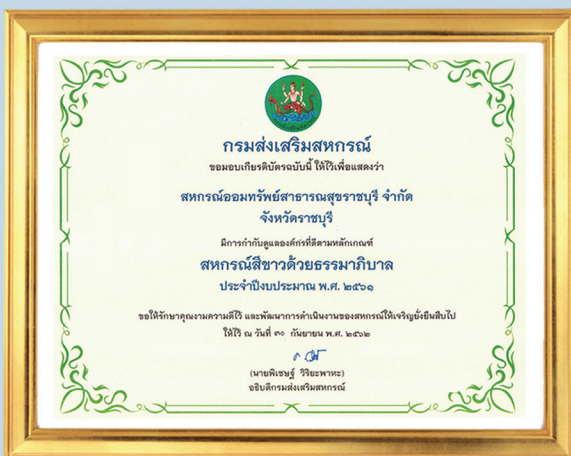 กรมส่งเสริมสหกรณ์
ขอมอบเกียรติบัตรฉบับนี้ ให้ไว้เพื่อแสดงว่า
สหกรณ์ออมทรัพย์สาธารณสุขราชบุรี จำกัด
จังหวัดราชบุรี
มีการกำกับดูแลองค์กรที่ดีตามหลักเกณฑ์
สหกรณ์สีขาวด้วยธรรมาภิบาล
ประจำปีงบประมาณ พ.ศ. ๒๕๖๑
ขอให้รักษาคุณงามความดีไว้ และพัฒนาการดำเนินงานของสหกรณ์ให้เจริญยั่งยืนสืบไป
ให้ไว้ ณ วันที่ ๓๐ กันยายน พ.ศ. ๒๕๖๒
(นายพิเชษฐ์ วิริยะพาหะ)
อธิบดีกรมส่งเสริมสหกรณ์